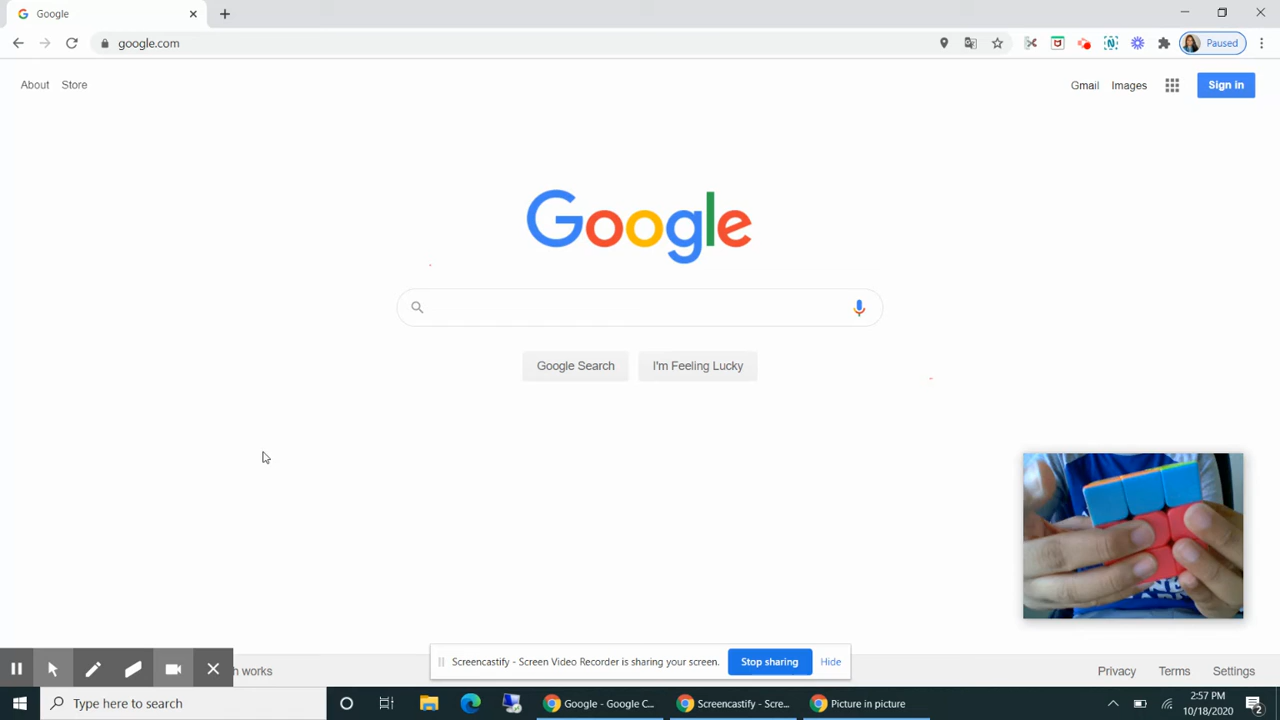 Google
google.com
Paused
About Store
Gmail Images Sign in
Google
Google Search I'm Feeling Lucky
Screencastify - Screen Video Recorder is sharing your screen. Stop sharing Hide
h works
Privacy Terms Settings
Type here to search
Google - Google C...
Screencastify - Scre...
Picture in picture
2:57 PM
10/18/2020
2